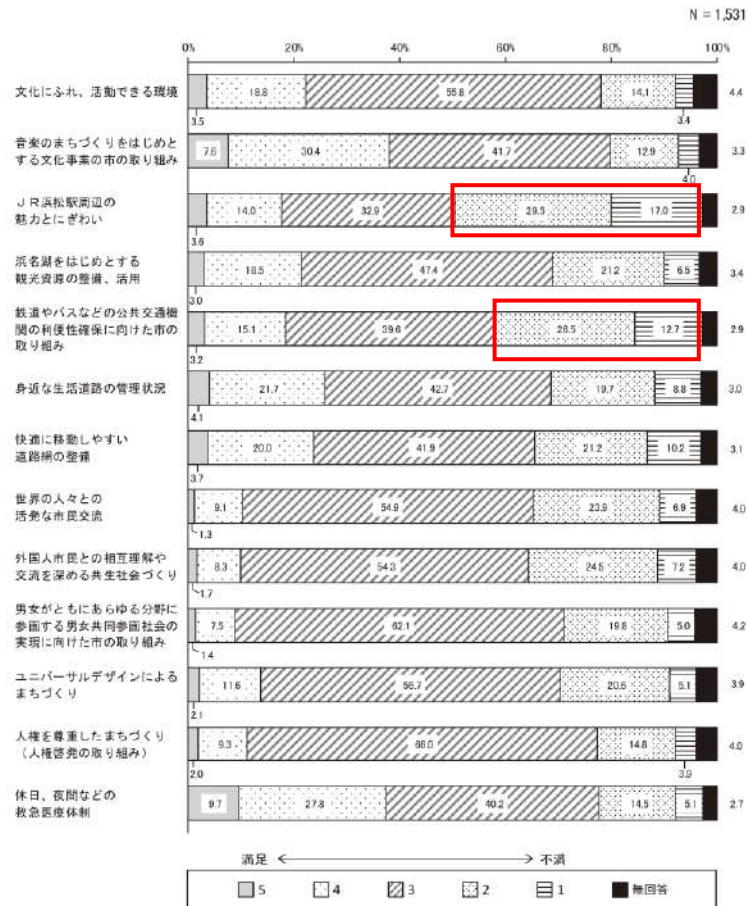 N = 1,531
0% 20% 40% 60% 80% 100%
文化にふれ、活動できる環境
18.8 55.8 14.1 4.4
3.5 3.4
音楽のまちづくりをはじめと
する文化事業の市の取り組み
7.6 30.4 41.7 12.9 3.3
4.0
JR浜松駅周辺の
魅力とにぎわい
14.0 32.9 29.5 17.0 2.9
3.6
浜名湖をはじめとする
観光資源の整備、活用
18.5 47.4 21.2 6.5 3.4
3.0
鉄道やバスなどの公共交通機
関の利便性確保に向けた市の
取り組み
15.1 39.6 26.5 12.7 2.9
3.2
身近な生活道路の管理状況
21.7 42.7 19.7 8.8 3.0
4.1
快適に移動しやすい
道路網の整備
20.0 41.9 21.2 10.2 3.1
3.7
世界の人々との
活発な市民交流
9.1 54.9 23.9 6.9 4.0
1.3
外国人市民との相互理解や
交流を深める共生社会づくり
8.3 54.3 24.5 7.2 4.0
1.7
男女がともにあらゆる分野に
参画する男女共同参画社会の
実現に向けた市の取り組み
7.5 62.1 19.8 5.0 4.2
1.4
ユニバーサルデザインによる
まちづくり
11.6 56.7 20.6 5.1 3.9
2.1
人権を尊重したまちづくり
(人権啓発の取り組み)
9.3 66.0 14.8 4.0
2.0 3.9
休日、夜間などの
救急医療体制
9.7 27.8 40.2 14.5 5.1 2.7
満足 ← → 不満
5 4 3 2 1 無回答